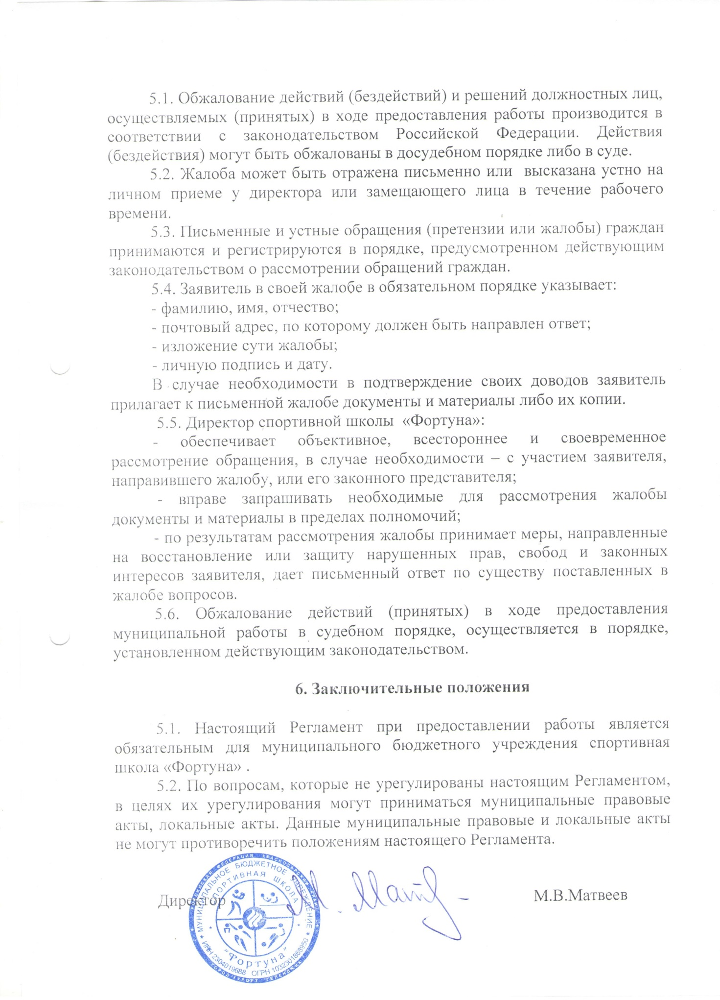 5.1. Обжалование действий (бездействий) и решений должностных лиц,
осуществляемых (принятых) в ходе предоставления работы производится в
соответствии с законодательством Российской Федерации. Действия
(бездействия) могут быть обжалованы в досудебном порядке либо в суде.
5.2. Жалоба может быть отражена письменно или высказана устно на
личном приеме у директора или замещающего лица в течение рабочего
времени.
5.3. Письменные и устные обращения (претензии или жалобы) граждан
принимаются и регистрируются в порядке, предусмотренном действующим
законодательством о рассмотрении обращений граждан.
5.4. Заявитель в своей жалобе в обязательном порядке указывает:
- фамилию, имя, отчество;
- почтовый адрес, по которому должен быть направлен ответ;
- изложение сути жалобы;
- личную подпись и дату.
В случае необходимости в подтверждение своих доводов заявитель
прилагает к письменной жалобе документы и материалы либо их копии.
5.5. Директор спортивной школы «Фортуна»:
- обеспечивает объективное, всестороннее и своевременное
рассмотрение обращения, в случае необходимости – с участием заявителя,
направившего жалобу, или его законного представителя;
- вправе запрашивать необходимые для рассмотрения жалобы
документы и материалы в пределах полномочий;
- по результатам рассмотрения жалобы принимает меры, направленные
на восстановление или защиту нарушенных прав, свобод и законных
интересов заявителя, дает письменный ответ по существу поставленных в
жалобе вопросов.
5.6. Обжалование действий (принятых) в ходе предоставления
муниципальной работы в судебном порядке, осуществляется в порядке,
установленном действующим законодательством.
6. Заключительные положения
5.1. Настоящий Регламент при предоставлении работы является
обязательным для муниципального бюджетного учреждения спортивная
школа «Фортуна» .
5.2. По вопросам, которые не урегулированы настоящим Регламентом,
в целях их урегулирования могут приниматься муниципальные правовые
акты, локальные акты. Данные муниципальные правовые и локальные акты
не могут противоречить положениям настоящего Регламента.
Директор
М.В.Матвеев
РОССИЙСКАЯ ФЕДЕРАЦИЯ КРАСНОДАРСКИЙ КРАЙ
МУНИЦИПАЛЬНОЕ БЮДЖЕТНОЕ УЧРЕЖДЕНИЕ
СПОРТИВНАЯ ШКОЛА
"Фортуна"
ИНН 2304019688 ОГРН 1032301868950
ГОРОД-КУРОРТ ГЕЛЕНДЖИК